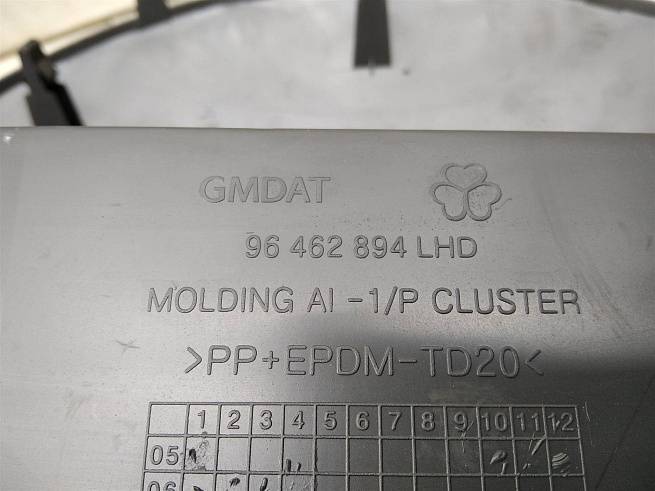 GMDAT
96 462 894 LHD
MOLDING AI -1/P CLUSTER
>PP+EPDM-TD20<
1 2 3 4 5 6 7 8 9 10 11 12
05
06